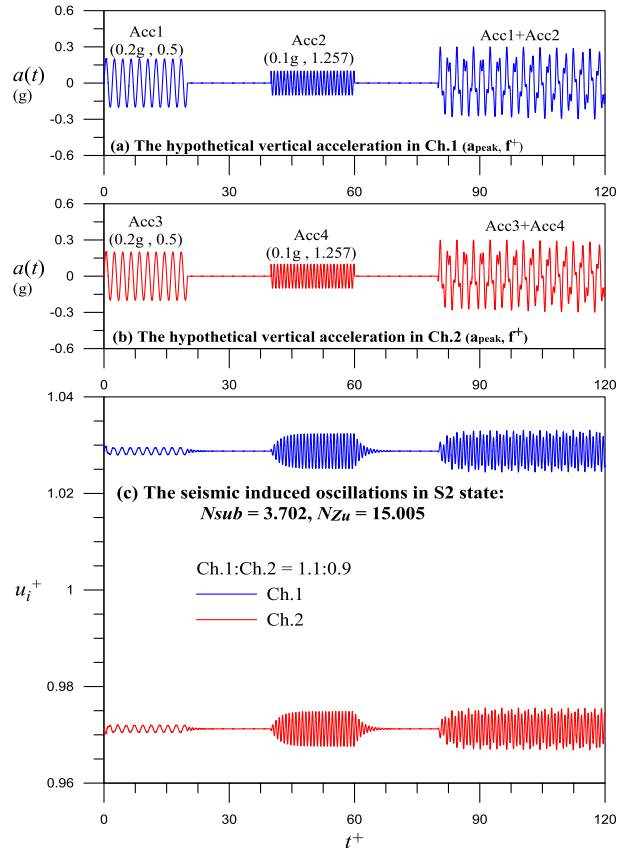 0.6
Acc1
(0.2g , 0.5)
Acc2
(0.1g , 1.257)
Acc1+Acc2
0.3
a(t)
(g)
0
-0.3
(a) The hypothetical vertical acceleration in Ch.1 (apeak, f+)
-0.6
0 30 60 90 120
0.6
Acc3
(0.2g , 0.5)
Acc4
(0.1g , 1.257)
Acc3+Acc4
0.3
a(t)
(g)
0
-0.3
(b) The hypothetical vertical acceleration in Ch.2 (apeak, f+)
-0.6
0 30 60 90 120
1.04
1.02
(c) The seismic induced oscillations in S2 state:
Nsub = 3.702, NZu = 15.005
Ch.1:Ch.2 = 1.1:0.9
ui+
1
Ch.1
Ch.2
0.98
0.96
0 30 60 90 120
t+